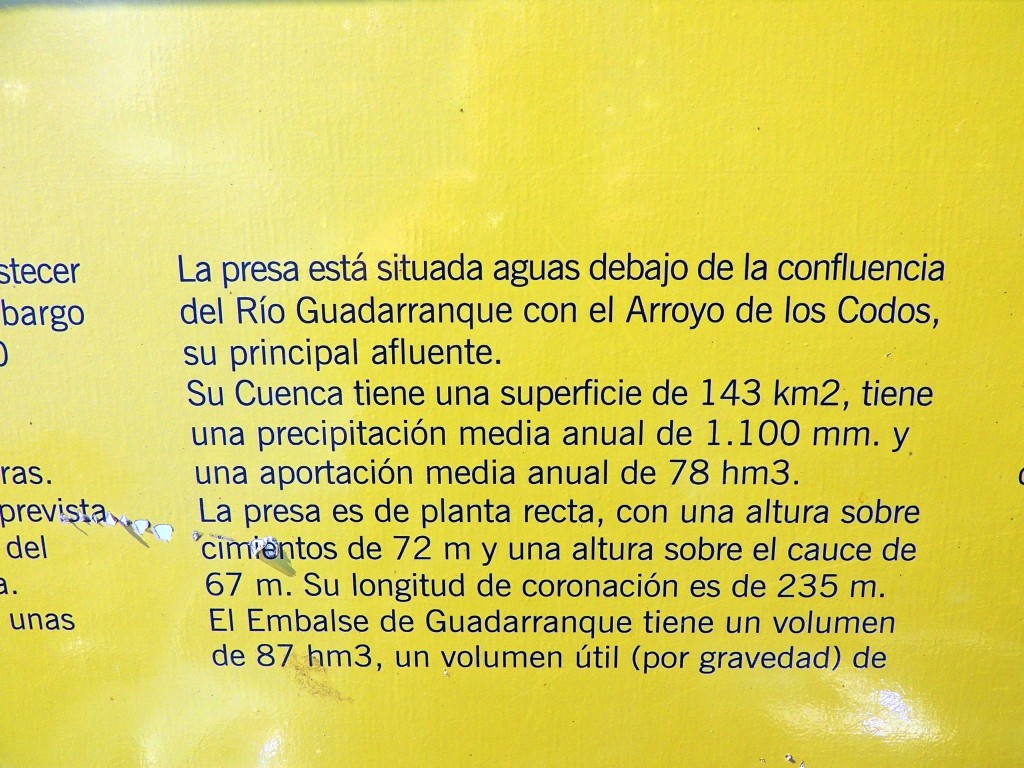 stecer
bargo
0
ras.
prevista
del
a.
unas
La presa está situada aguas debajo de la confluencia
del Río Guadarranque con el Arroyo de los Codos,
su principal afluente.
Su Cuenca tiene una superficie de 143 km2, tiene
una precipitación media anual de 1.100 mm. y
una aportación media anual de 78 hm3.
La presa es de planta recta, con una altura sobre
cimientos de 72 m y una altura sobre el cauce de
67 m. Su longitud de coronación es de 235 m.
El Embalse de Guadarranque tiene un volumen
de 87 hm3, un volumen útil (por gravedad) de